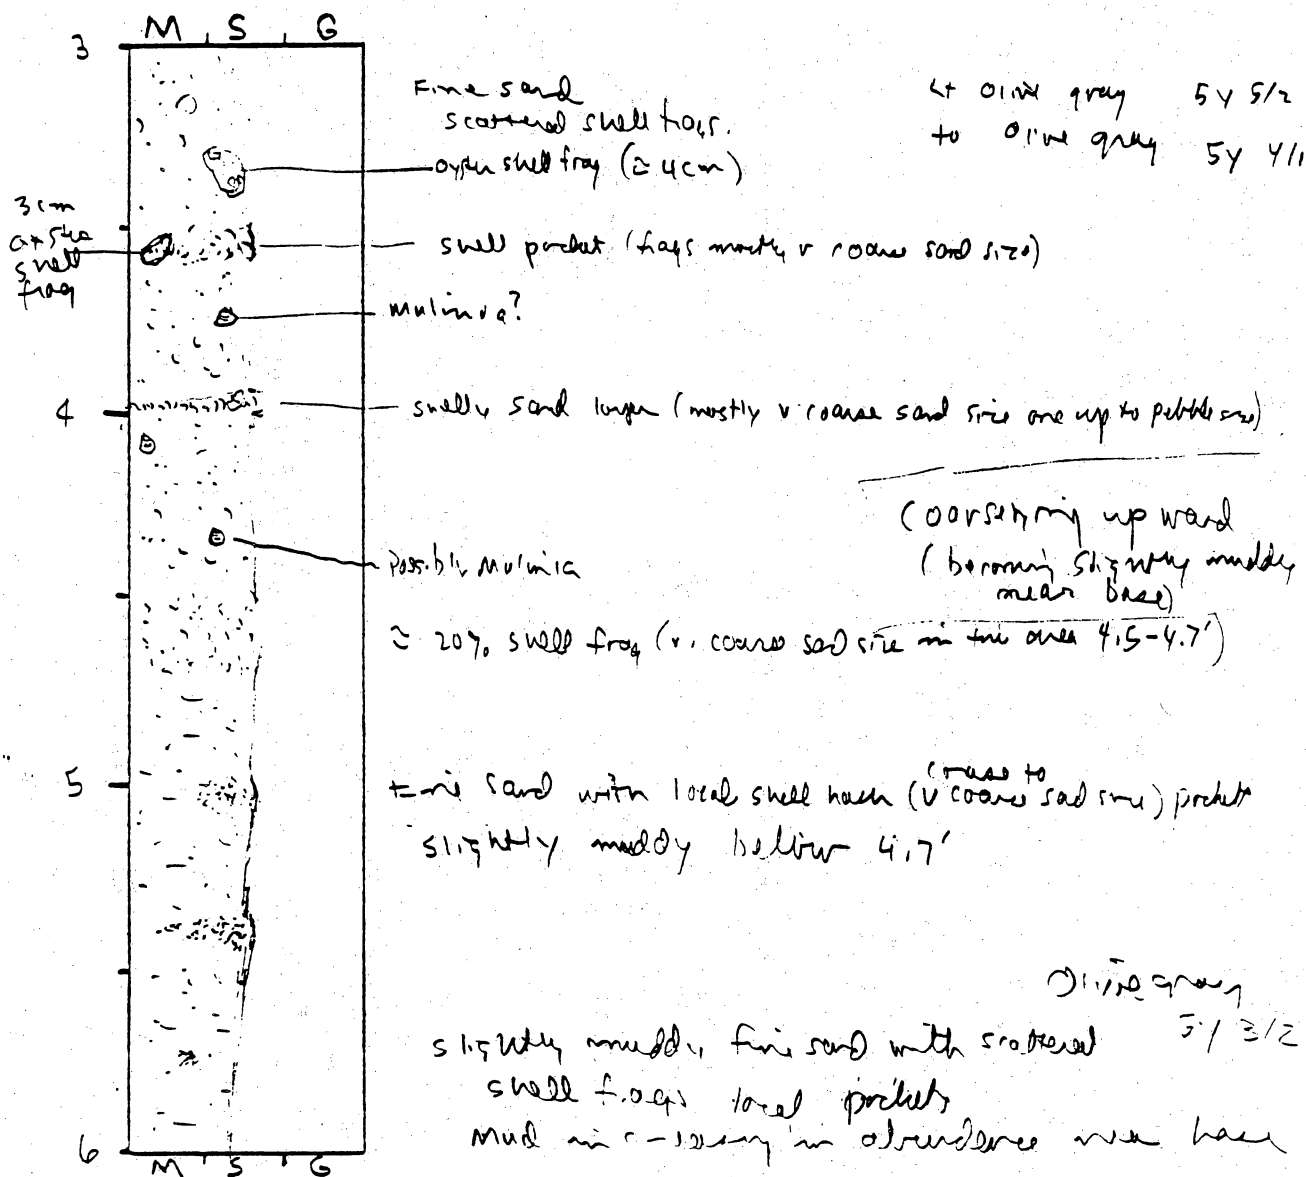 M S G
3
Fine sand
scattered shell frags.
Lt olive gray 5Y 5/2
to olive gray 5Y 4/1
oyster shell frag (≈ 4cm)
3cm
shell
frag
shell pocket (frags mostly v coarse sand size)
Mulinia?
4
shelly sand layer (mostly v coarse sand size one up to pebble size)
Coarsening upward
(becoming slightly muddy
near base)
Possibly Mulinia
≈ 20% shell frag (v. coarse sand size in the area 4.5-4.7')
5
coarse to
Fine sand with local shell hash (v coarse sand size) pockets
slightly muddy below 4.7'
Olive gray
5Y 3/2
slightly muddy fine sand with scattered
shell frags local pockets
Mud increasing in abundance near base
6
M S G